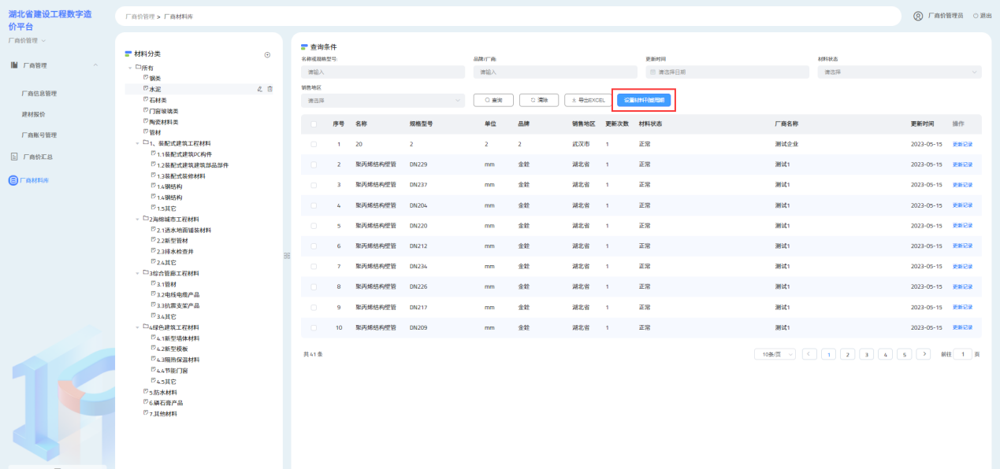 湖北省建设工程数字造
价平台
厂商价管理
厂商价管理 > 厂商材料库
厂商价管理员
退出
厂商管理
厂商信息管理
建材报价
厂商账号管理
厂商价汇总
厂商材料库
材料分类
所有
钢类
水泥
石材类
门窗玻璃类
陶瓷材料类
管材
1、装配式建筑工程材料
1.1装配式建筑PC构件
1.2装配式建筑建筑部品部件
1.3装配式装修材料
1.4钢结构
1.4钢结构
1.5其它
2海绵城市工程材料
2.1透水地面铺装材料
2.2新型管材
2.3排水检查井
2.4其它
3综合管廊工程材料
3.1管材
3.2电线电缆产品
3.3抗震支架产品
3.4其它
4绿色建筑工程材料
4.1新型墙体材料
4.2新型模板
4.3隔热保温材料
4.4节能门窗
4.5其它
5.防水材料
6.磷石膏产品
7.其他材料
查询条件
名称或规格型号: 品牌/厂商: 更新时间 材料状态
请输入 请输入 请选择日期 请选择
销售地区
请选择 查询 清除 导出EXCEL
序号 名称 规格型号 单位 品牌 销售地区 更新次数 材料状态 厂商名称 更新时间 操作
1 20 2 2 2 武汉市 1 正常 测试企业 2023-05-15 更新记录
2 聚丙烯结构壁管 DN229 mm 金銓 湖北省 1 正常 测试1 2023-05-15 更新记录
3 聚丙烯结构壁管 DN237 mm 金銓 湖北省 1 正常 测试1 2023-05-15 更新记录
4 聚丙烯结构壁管 DN204 mm 金銓 湖北省 1 正常 测试1 2023-05-15 更新记录
5 聚丙烯结构壁管 DN220 mm 金銓 湖北省 1 正常 测试1 2023-05-15 更新记录
6 聚丙烯结构壁管 DN212 mm 金銓 湖北省 1 正常 测试1 2023-05-15 更新记录
7 聚丙烯结构壁管 DN234 mm 金銓 湖北省 1 正常 测试1 2023-05-15 更新记录
8 聚丙烯结构壁管 DN226 mm 金銓 湖北省 1 正常 测试1 2023-05-15 更新记录
9 聚丙烯结构壁管 DN217 mm 金銓 湖北省 1 正常 测试1 2023-05-15 更新记录
10 聚丙烯结构壁管 DN209 mm 金銓 湖北省 1 正常 测试1 2023-05-15 更新记录
共 41 条 10条/页 < 1 2 3 4 5 > 前往 1 页